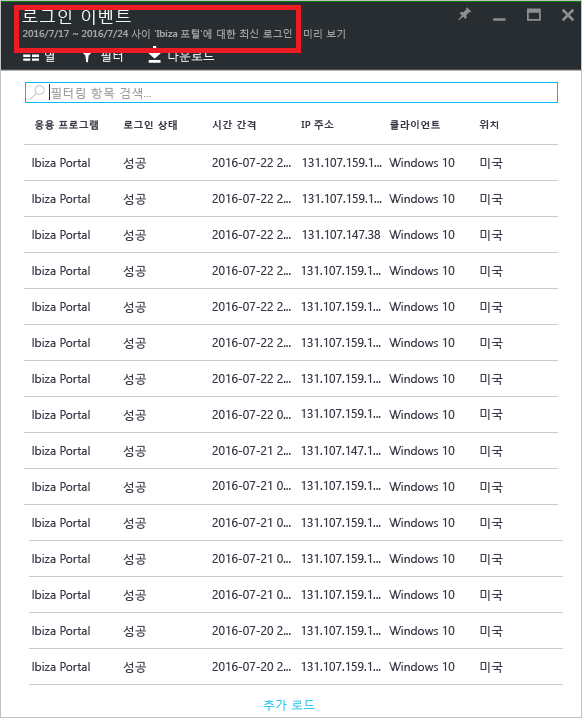 로그인 이벤트
2016/7/17 ~ 2016/7/24 사이 'Ibiza 포털'에 대한 최신 로그인 미리 보기
열 필터 다운로드
필터링 항목 검색...
응용 프로그램 로그인 상태 시간 간격 IP 주소 클라이언트 위치
Ibiza Portal 성공 2016-07-22 2... 131.107.159.1... Windows 10 미국
Ibiza Portal 성공 2016-07-22 2... 131.107.159.1... Windows 10 미국
Ibiza Portal 성공 2016-07-22 2... 131.107.147.38 Windows 10 미국
Ibiza Portal 성공 2016-07-22 2... 131.107.159.1... Windows 10 미국
Ibiza Portal 성공 2016-07-22 2... 131.107.159.1... Windows 10 미국
Ibiza Portal 성공 2016-07-22 2... 131.107.159.1... Windows 10 미국
Ibiza Portal 성공 2016-07-22 2... 131.107.159.1... Windows 10 미국
Ibiza Portal 성공 2016-07-22 0... 131.107.159.1... Windows 10 미국
Ibiza Portal 성공 2016-07-21 2... 131.107.147.1... Windows 10 미국
Ibiza Portal 성공 2016-07-21 0... 131.107.159.1... Windows 10 미국
Ibiza Portal 성공 2016-07-21 0... 131.107.159.1... Windows 10 미국
Ibiza Portal 성공 2016-07-21 0... 131.107.159.1... Windows 10 미국
Ibiza Portal 성공 2016-07-21 0... 131.107.159.1... Windows 10 미국
Ibiza Portal 성공 2016-07-20 2... 131.107.159.1... Windows 10 미국
Ibiza Portal 성공 2016-07-20 2... 131.107.159.1... Windows 10 미국
추가 로드